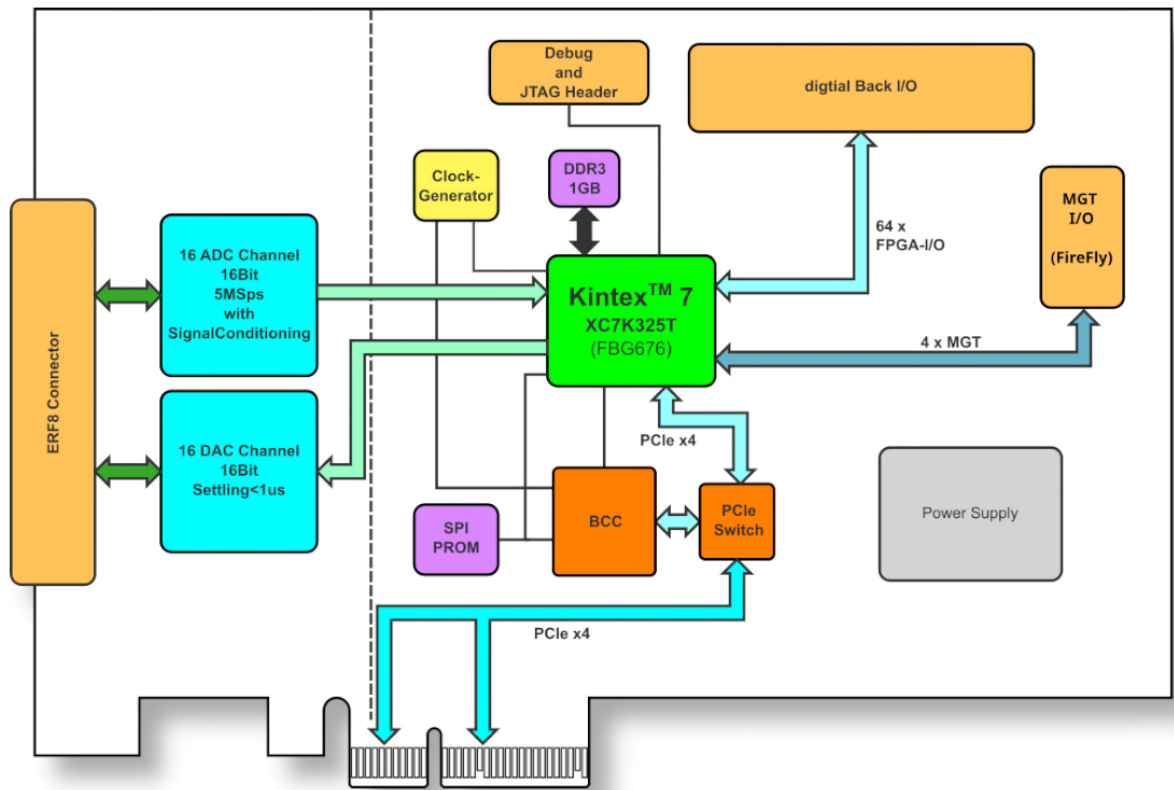 Debug
and
JTAG Header
digtial Back I/O
Clock-
Generator
DDR3
1GB
MGT
I/O
(FireFly)
64 x
FPGA-I/O
16 ADC Channel
16Bit
5MSps
with
SignalConditioning
Kintex™ 7
XC7K325T
(FBG676)
4 x MGT
ERF8 Connector
16 DAC Channel
16Bit
Settling<1us
PCIe x4
SPI
PROM
BCC
PCIe
Switch
Power Supply
PCIe x4